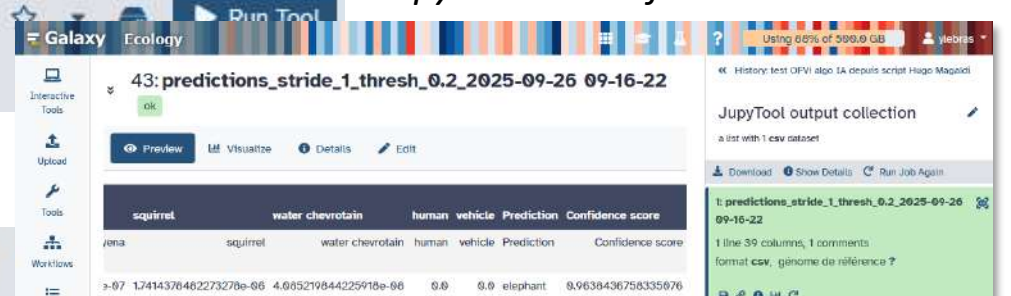 Run Tool
Galaxy Ecology
? Using 68% of 500.0 GB ylebras
Interactive Tools
Upload
Tools
Workflows
43: predictions_stride_1_thresh_0.2_2025-09-26 09-16-22
ok
Preview Visualize Details Edit
squirrel water chevrotain human vehicle Prediction Confidence score
yena squirrel water chevrotain human vehicle Prediction Confidence score
e-07 1.7414378482273278e-06 4.085219844225918e-08 0.0 0.0 elephant 0.9638436758335876
« History: test OFVI algo IA depuis script Hugo Magaldi
JupyTool output collection
a list with 1 csv dataset
Download Show Details Run Job Again
1: predictions_stride_1_thresh_0.2_2025-09-26
09-16-22
1 line 39 columns, 1 comments
format csv, génome de référence ?